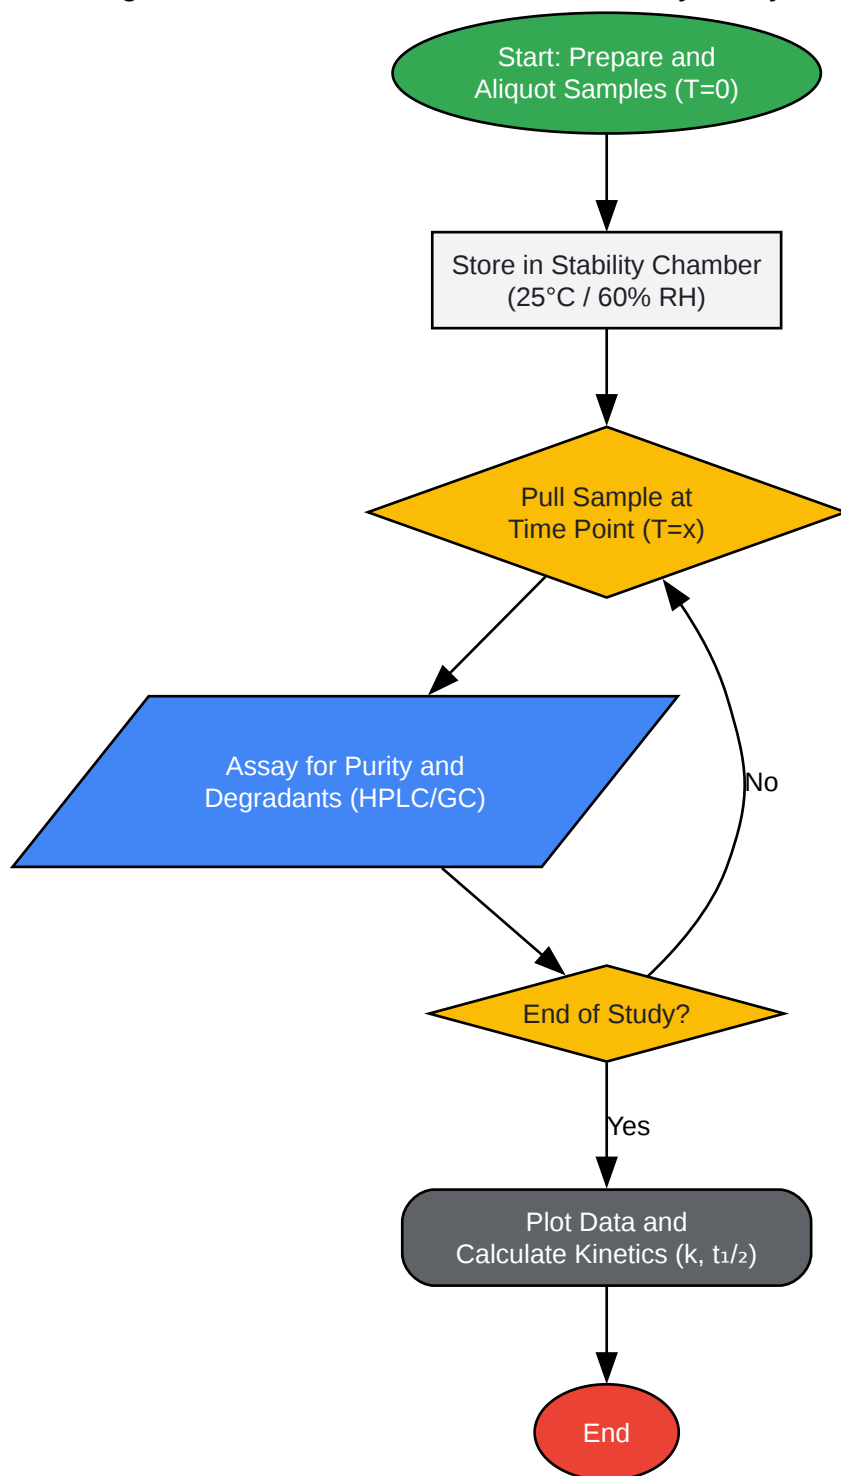 Start: Prepare and
Aliquot Samples (T=0)
Store in Stability Chamber
(25°C / 60% RH)
Pull Sample at
Time Point (T=x)
Assay for Purity and
Degradants (HPLC/GC)
No
End of Study?
Yes
Plot Data and
Calculate Kinetics (k, t₁/₂)
End